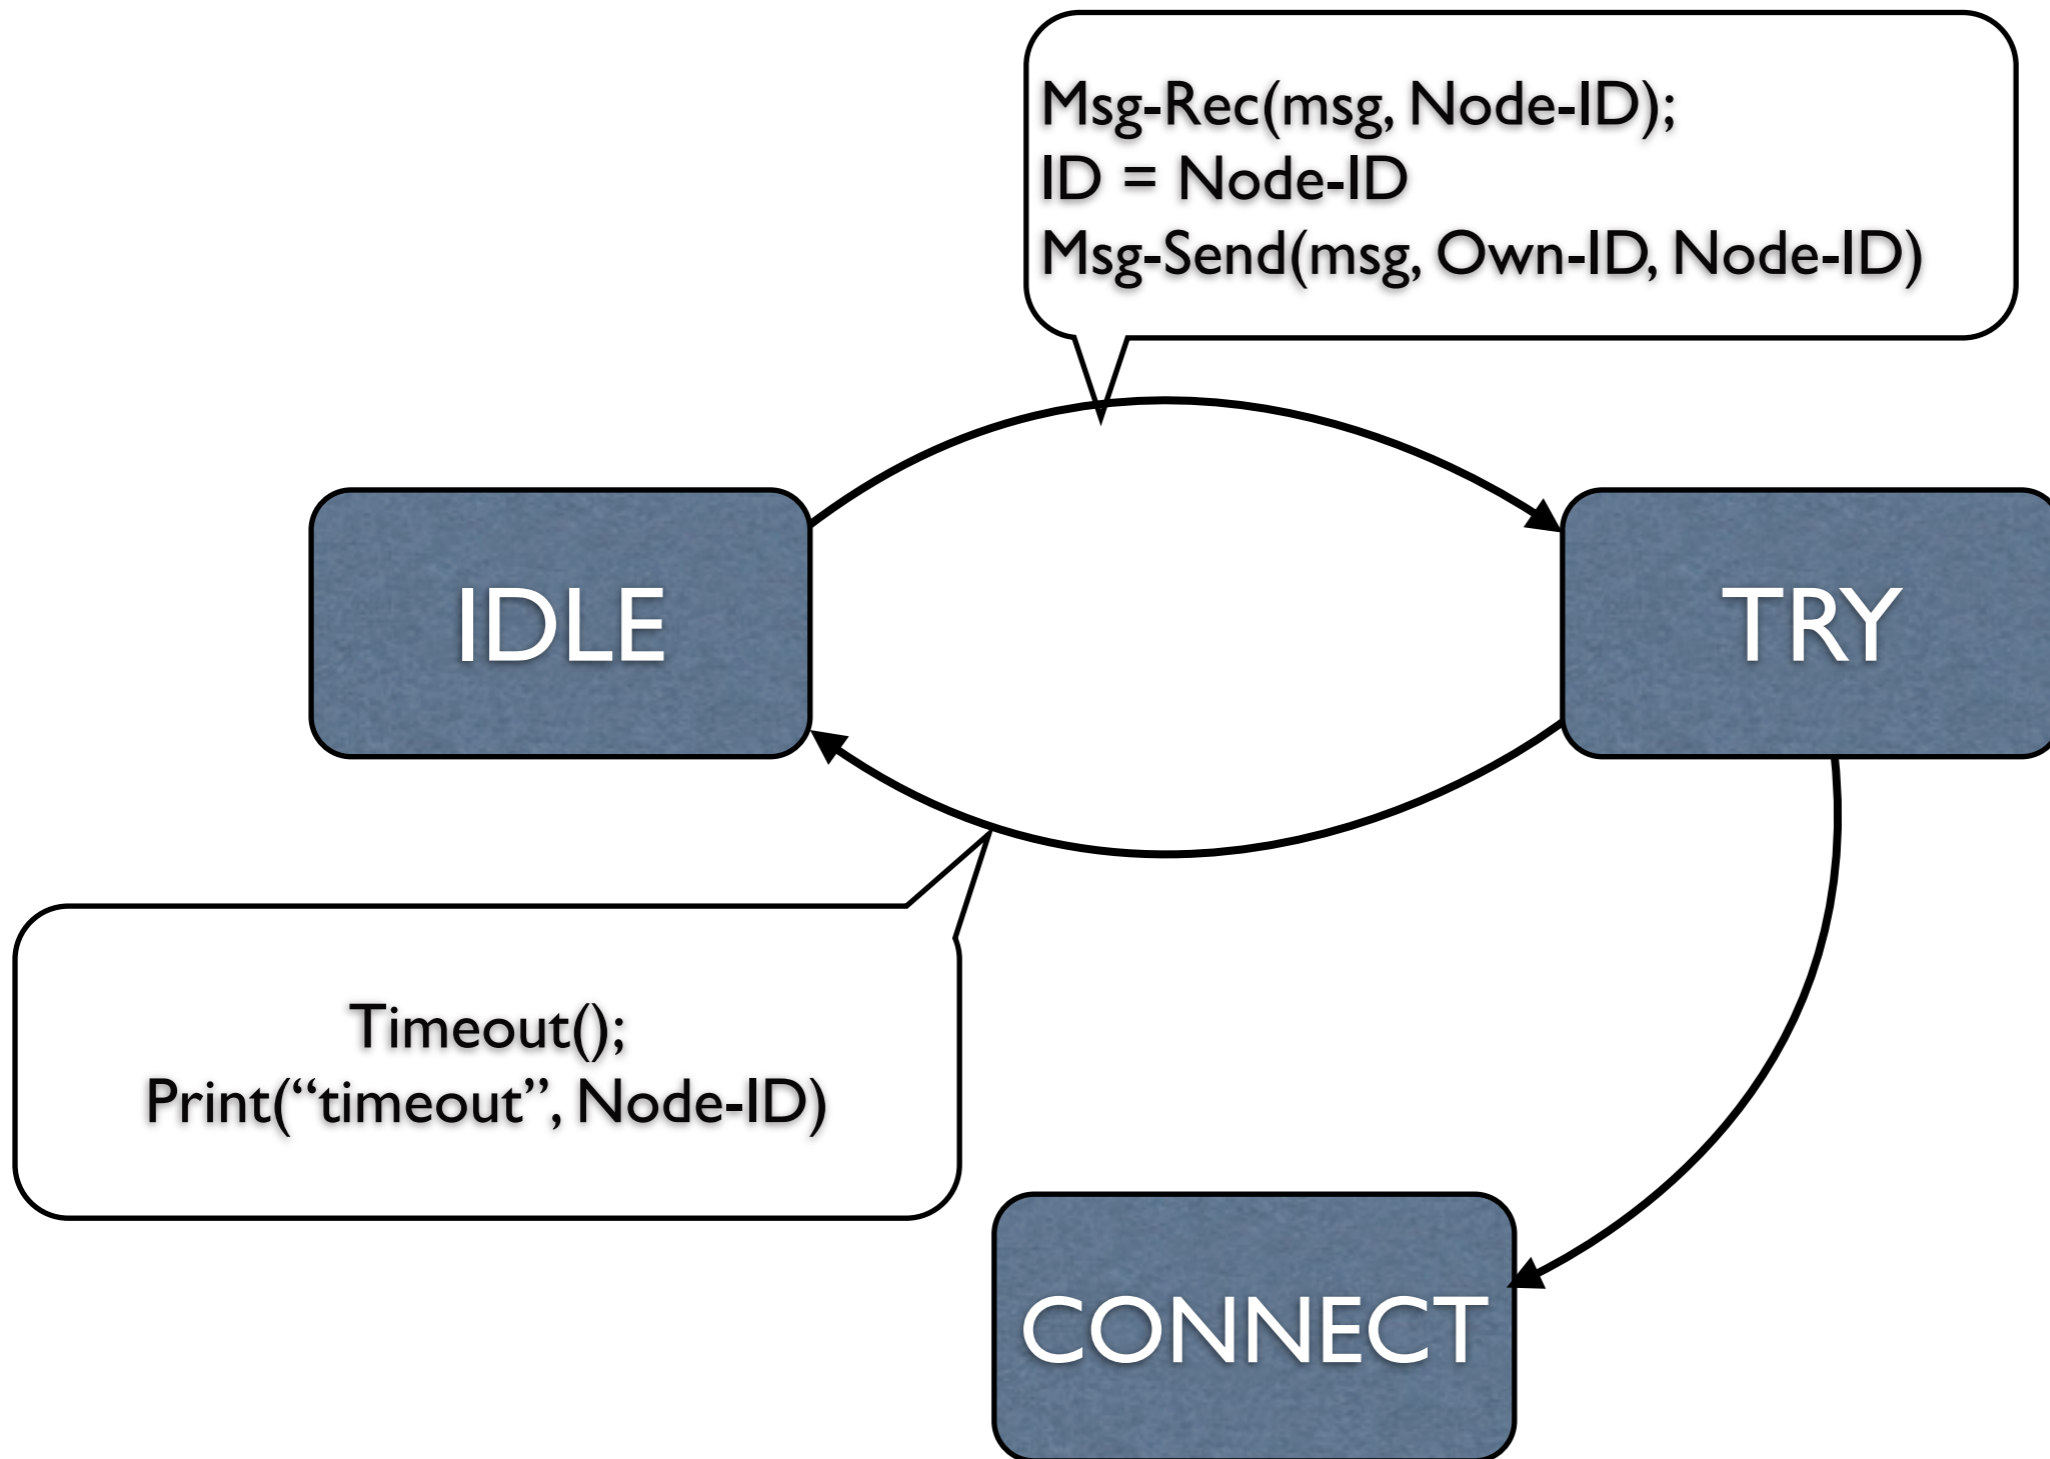 Msg-Rec(msg, Node-ID);
ID = Node-ID
Msg-Send(msg, Own-ID, Node-ID)
IDLE
TRY
Timeout();
Print(“timeout”, Node-ID)
CONNECT